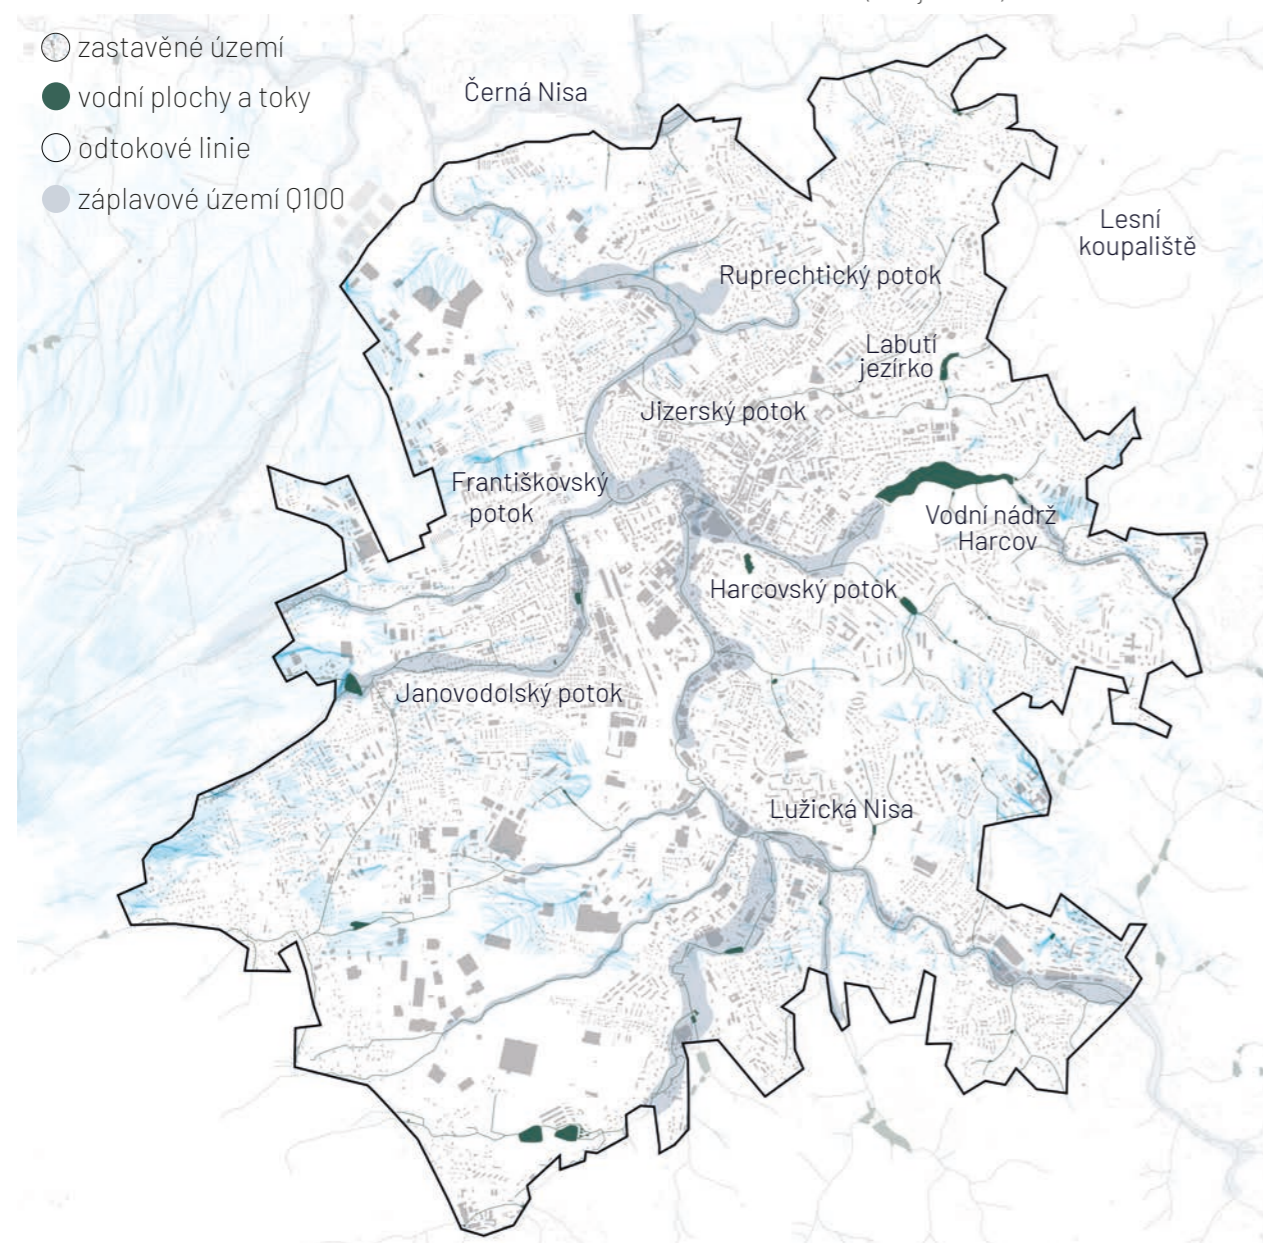 zastavěné území
vodní plochy a toky
odtokové linie
záplavové území Q100
Černá Nisa
Lesní
koupaliště
Ruprechtický potok
Labutí
jezírko
Jizerský potok
Františkovský
potok
Vodní nádrž
Harcov
Harcovský potok
Janovodolský potok
Lužická Nisa